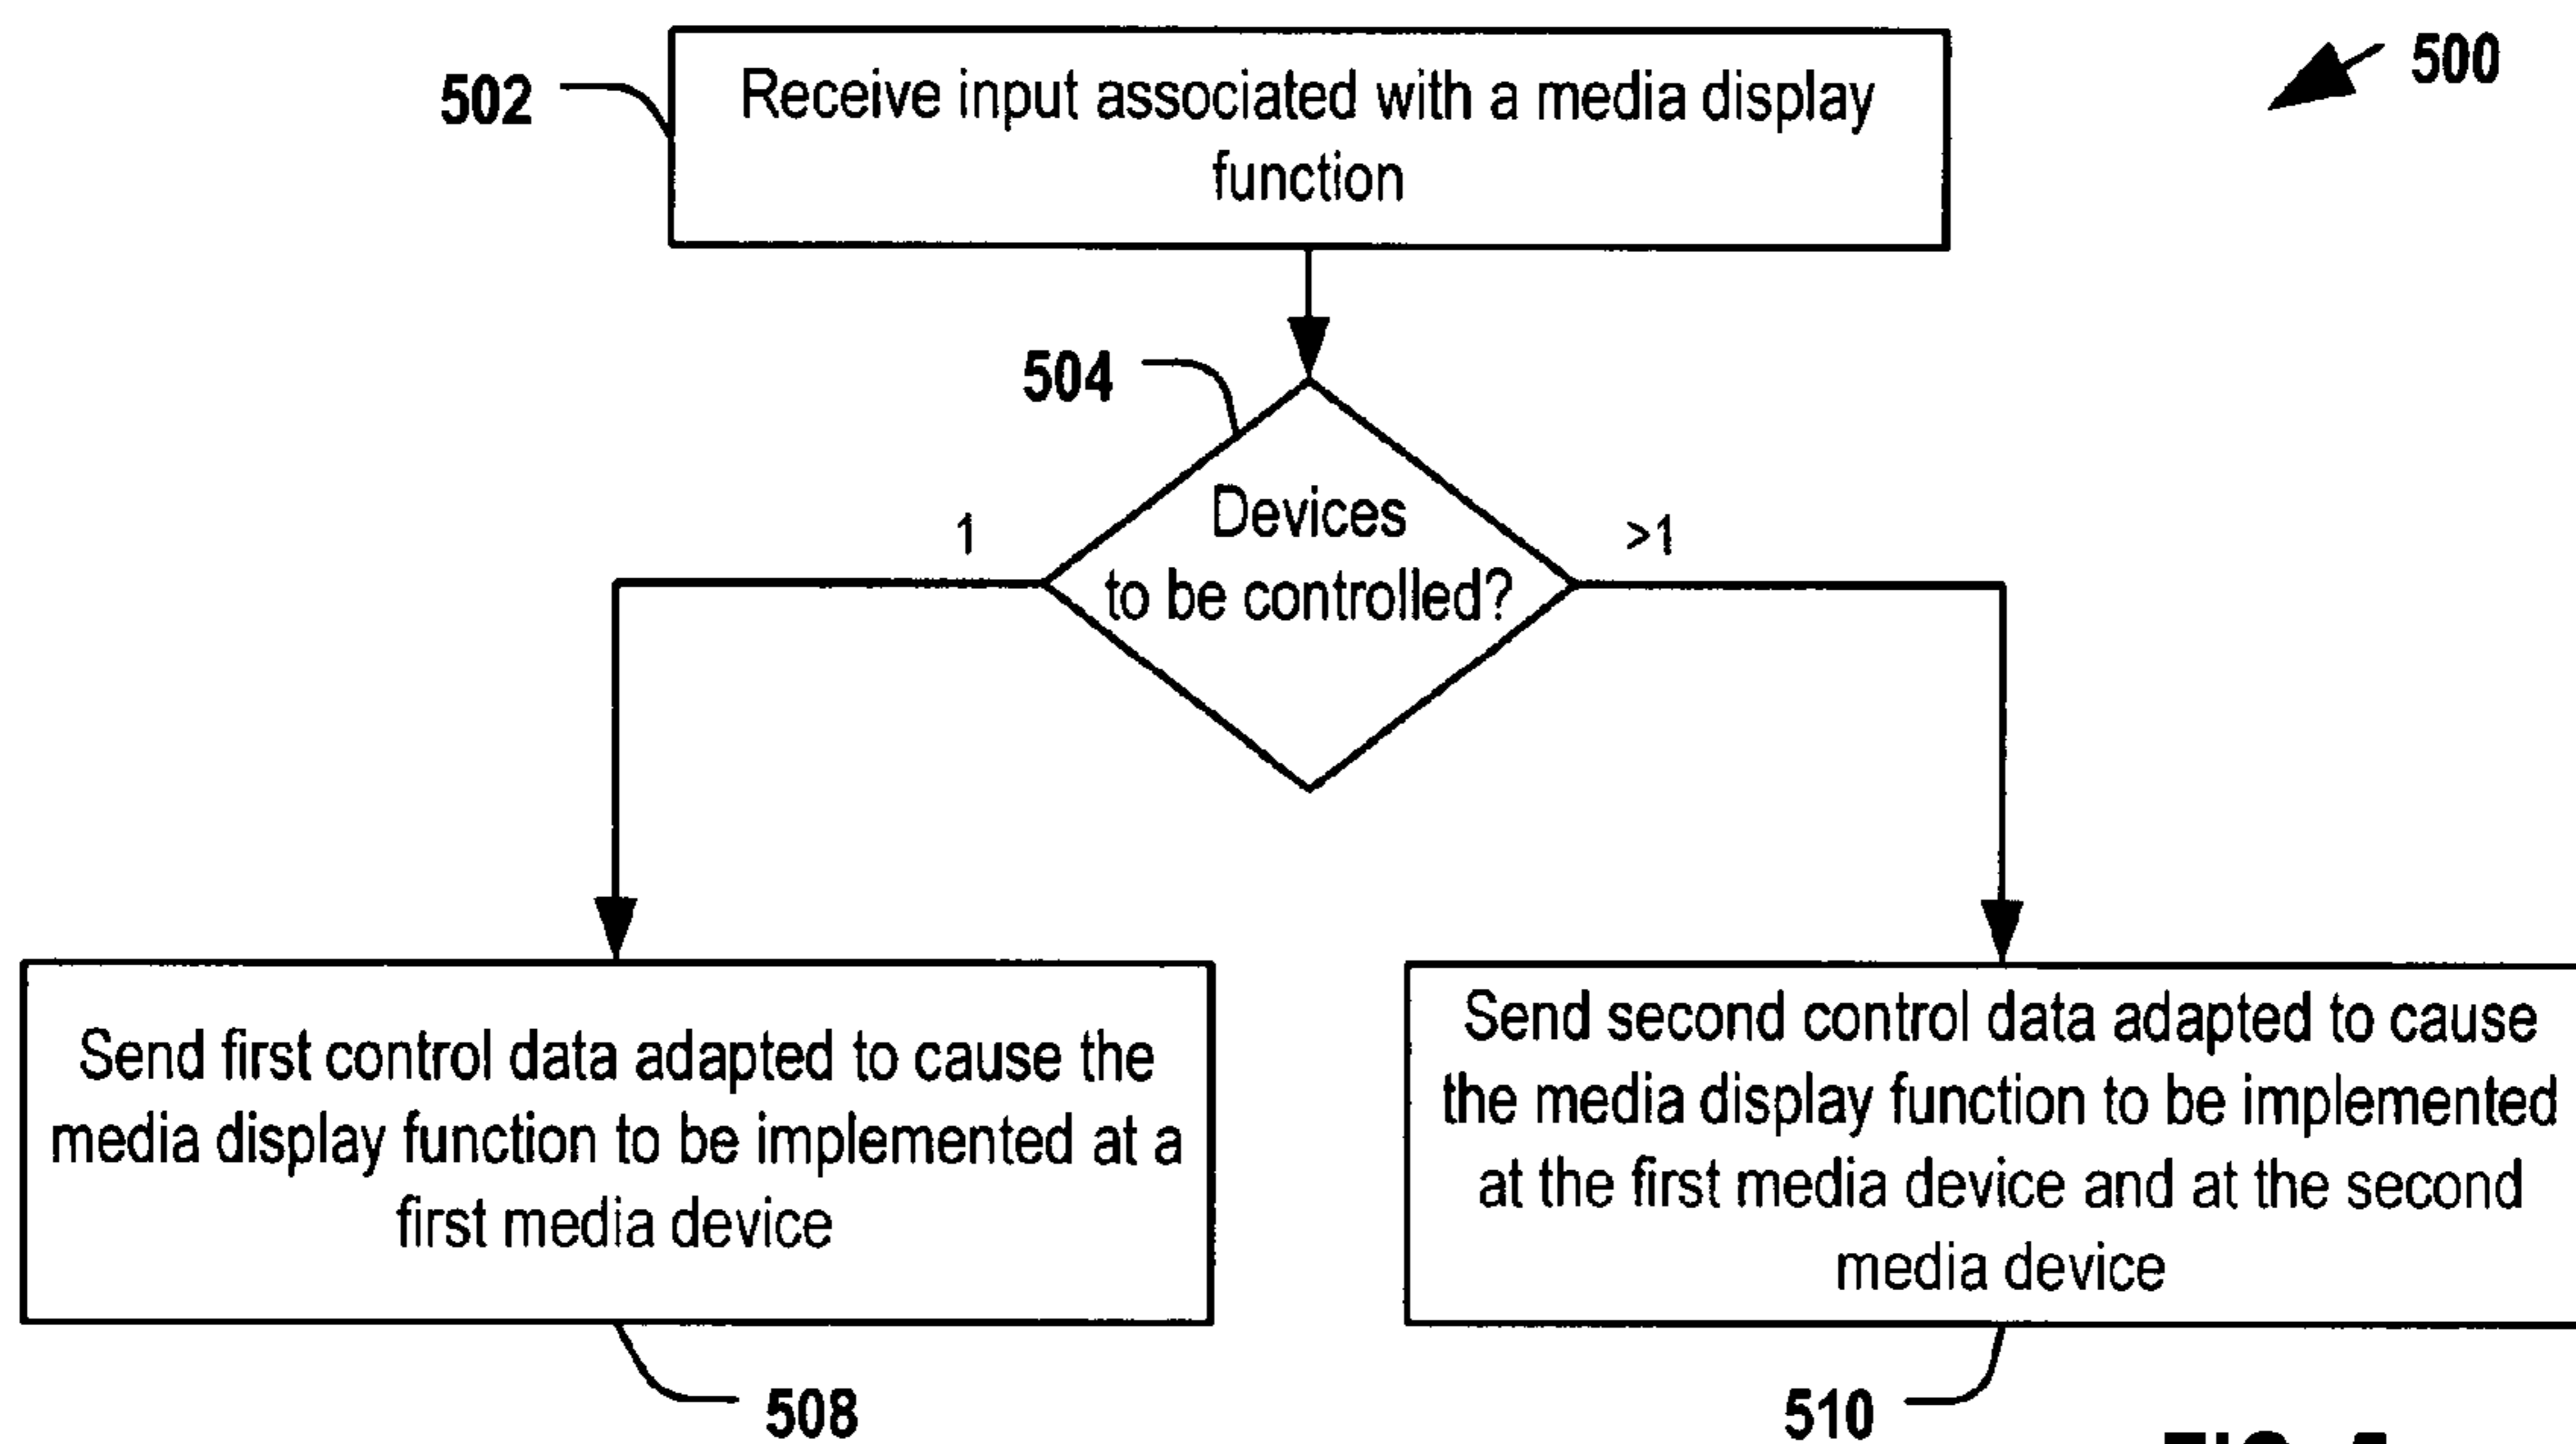 500
502
Receive input associated with a media display
function
504
Devices
to be controlled?
1
>1
Send first control data adapted to cause the
media display function to be implemented at a
first media device
508
Send second control data adapted to cause
the media display function to be implemented
at the first media device and at the second
media device
510